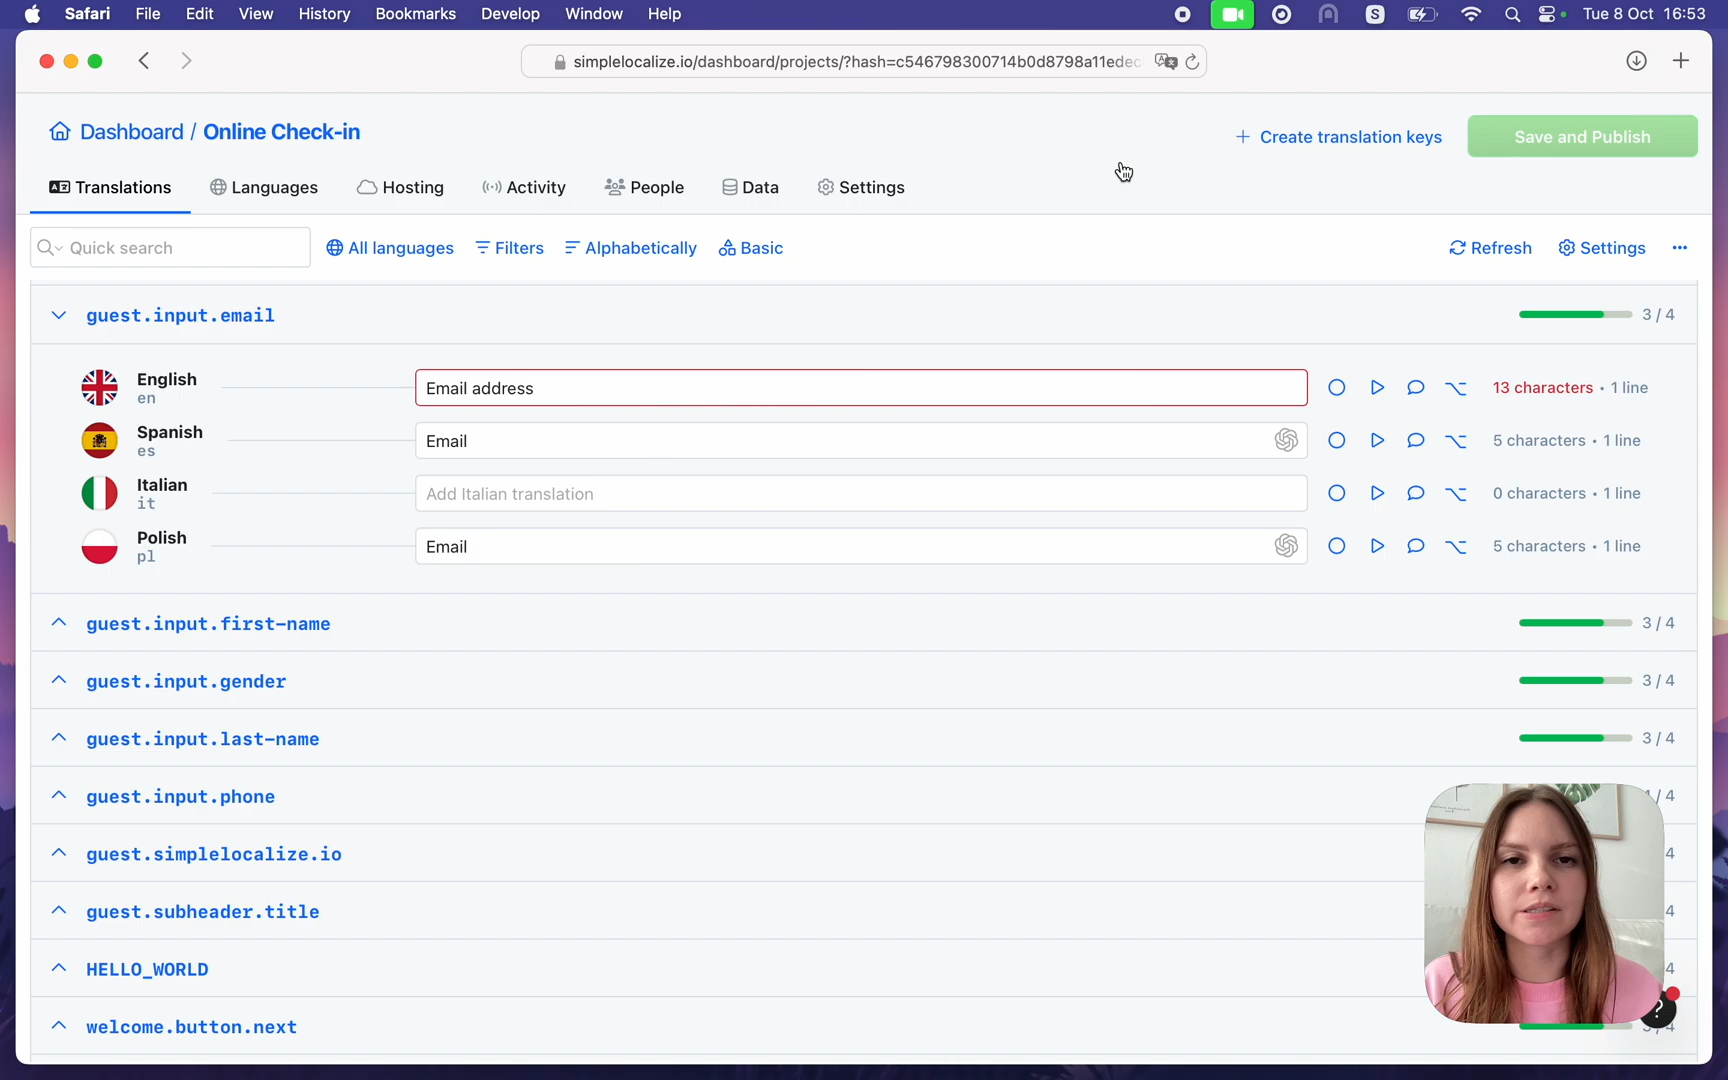 Safari File Edit View History Bookmarks Develop Window Help
S
Tue 8 Oct 16:53
simplelocalize.io/dashboard/projects/?hash=c546798300714b0d8798a11edec
Dashboard / Online Check-in
+ Create translation keys
Save and Publish
Translations Languages Hosting Activity People Data Settings
Quick search All languages Filters Alphabetically Basic Refresh Settings ...
guest.input.email 3 / 4
English
en
Email address
13 characters • 1 line
Spanish
es
Email
5 characters • 1 line
Italian
it
Add Italian translation
0 characters • 1 line
Polish
pl
Email
5 characters • 1 line
guest.input.first-name 3 / 4
guest.input.gender 3 / 4
guest.input.last-name 3 / 4
guest.input.phone / 4
guest.simplelocalize.io 4
guest.subheader.title 4
HELLO_WORLD 4
welcome.button.next
?